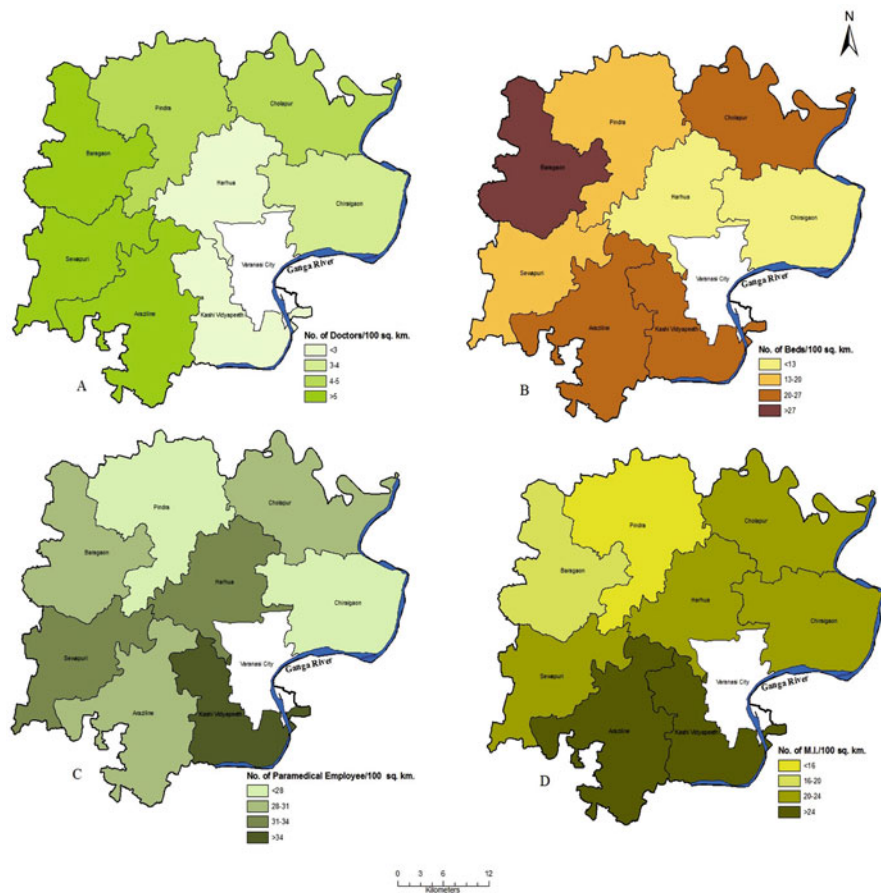 N
Pindra
Cholapur
Baragaon
Harhua
Chiraigaon
Sevapuri
Varanasi City
Ganga River
Araziline
Kashi Vidyapeeth
No. of Doctors/100 sq. km.
<3
3-4
4-5
>5
A
Pindra
Cholapur
Baragaon
Harhua
Chiraigaon
Sevapuri
Varanasi City
Ganga River
Araziline
Kashi Vidyapeeth
No. of Beds/100 sq. km.
<13
13-20
20-27
>27
B
Pindra
Cholapur
Baragaon
Harhua
Chiraigaon
Sevapuri
Varanasi City
Ganga River
Araziline
Kashi Vidyapeeth
No. of Paramedical Employee/100 sq. km.
<28
28-31
31-34
>34
C
Pindra
Cholapur
Baragaon
Harhua
Chiraigaon
Sevapuri
Varanasi City
Ganga River
Araziline
Kashi Vidyapeeth
No. of M.I./100 sq. km.
<16
16-20
20-24
>24
D
0 3 6 12
Kilometers